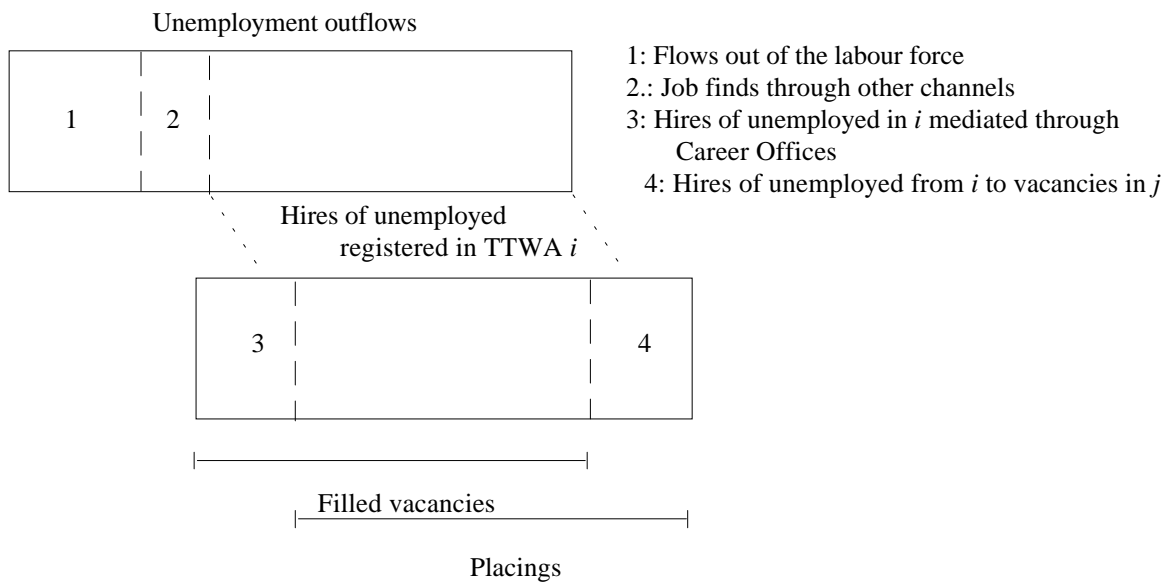 Unemployment outflows
1
2
1: Flows out of the labour force
2.: Job finds through other channels
3: Hires of unemployed in i mediated through
Career Offices
4: Hires of unemployed from i to vacancies in j
Hires of unemployed
registered in TTWA i
3
4
Filled vacancies
Placings